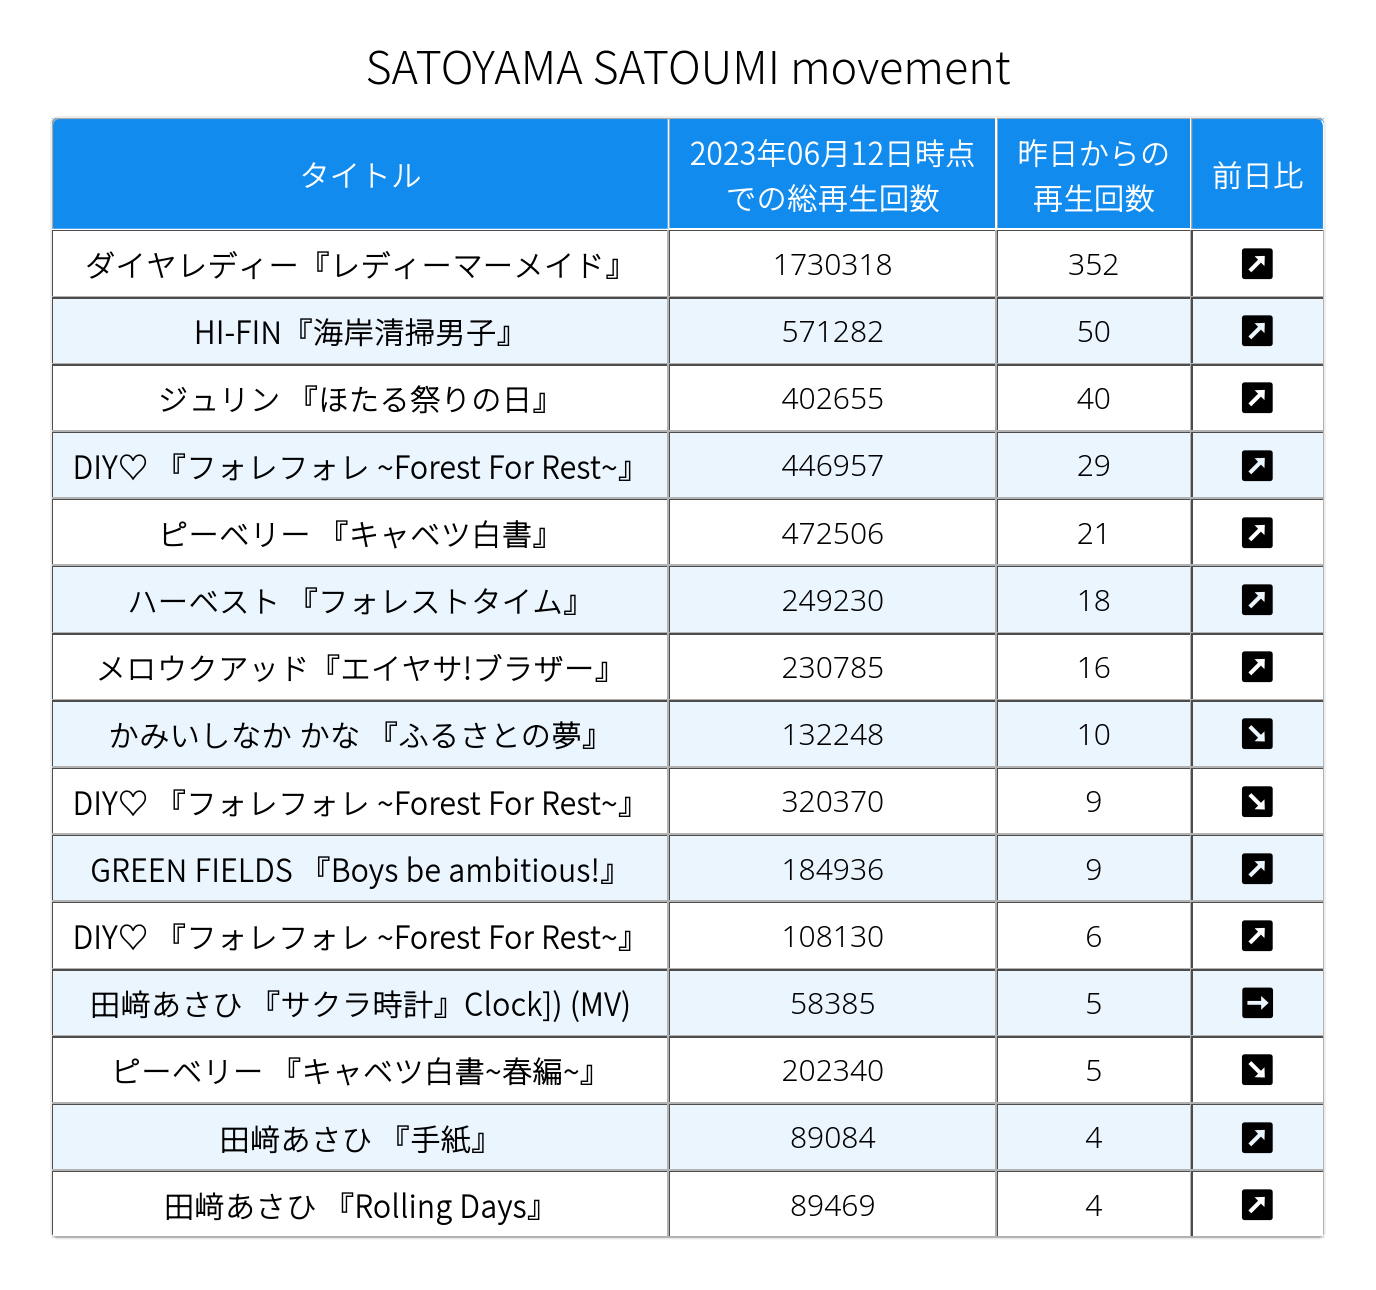 SATOYAMA SATOUMI movement
タイトル 2023年06月12日時点での総再生回数 昨日からの再生回数 前日比
ダイヤレディー『レディーマーメイド』 1730318 352 ↗
HI-FIN『海岸清掃男子』 571282 50 ↗
ジュリン 『ほたる祭りの日』 402655 40 ↗
DIY♡ 『フォレフォレ ~Forest For Rest~』 446957 29 ↗
ピーベリー 『キャベツ白書』 472506 21 ↗
ハーベスト 『フォレストタイム』 249230 18 ↗
メロウクアッド『エイヤサ!ブラザー』 230785 16 ↗
かみいしなか かな 『ふるさとの夢』 132248 10 ↘
DIY♡ 『フォレフォレ ~Forest For Rest~』 320370 9 ↘
GREEN FIELDS 『Boys be ambitious!』 184936 9 ↗
DIY♡ 『フォレフォレ ~Forest For Rest~』 108130 6 ↗
田﨑あさひ 『サクラ時計』Clock]) (MV) 58385 5 →
ピーベリー 『キャベツ白書~春編~』 202340 5 ↘
田﨑あさひ 『手紙』 89084 4 ↗
田﨑あさひ 『Rolling Days』 89469 4 ↗